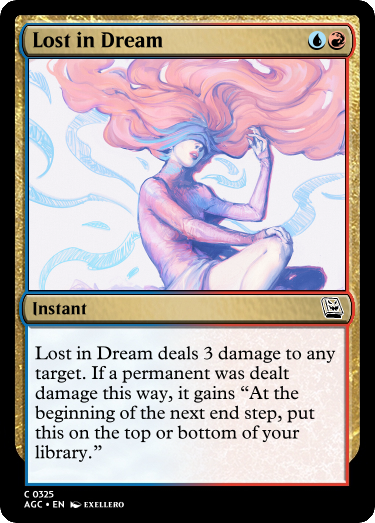 Lost in Dream
Instant
Lost in Dream deals 3 damage to any
target. If a permanent was dealt
damage this way, it gains “At the
beginning of the next end step, put
this on the top or bottom of your
library.”
C 0325
AGC • EN EXELLERO